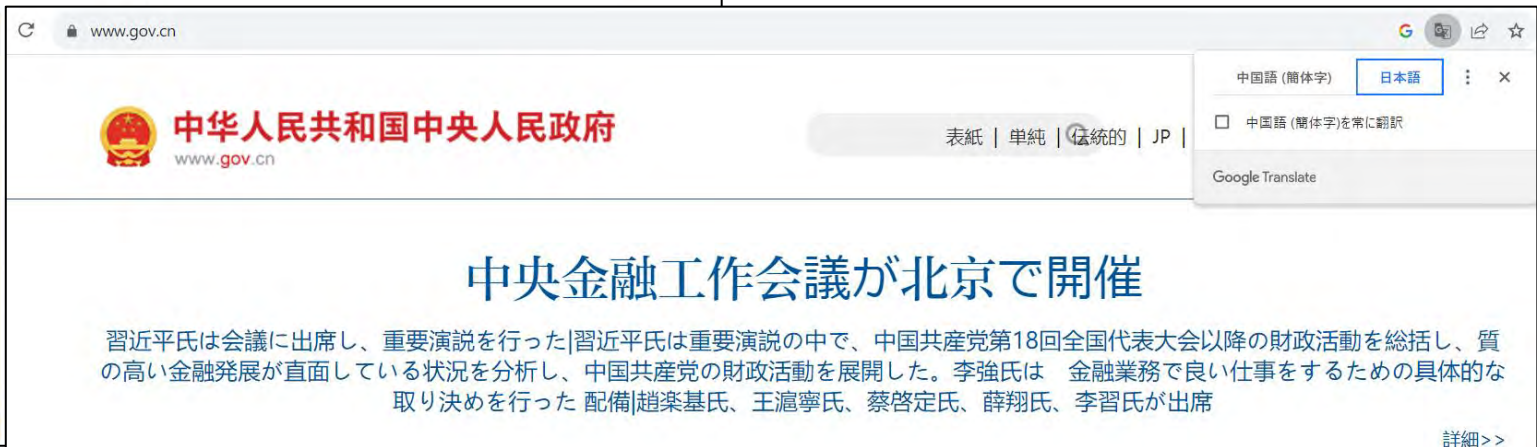 www.gov.cn
中国語 (簡体字) 日本語
中国語 (簡体字)を常に翻訳
Google Translate
中华人民共和国中央人民政府
www.gov.cn
表紙 | 単純 | 伝統的 | JP |
中央金融工作会議が北京で開催
習近平氏は会議に出席し、重要演説を行った|習近平氏は重要演説の中で、中国共産党第18回全国代表大会以降の財政活動を総括し、質
の高い金融発展が直面している状況を分析し、中国共産党の財政活動を展開した。李強氏は　金融業務で良い仕事をするための具体的な
取り決めを行った 配備|趙楽基氏、王滬寧氏、蔡啓定氏、薛翔氏、李習氏が出席
詳細>>